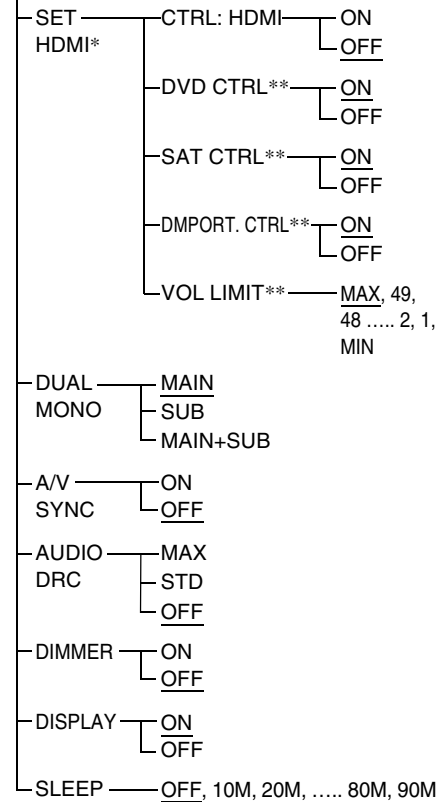 SET CTRL: HDMI ON
HDMI* OFF
DVD CTRL** ON
OFF
SAT CTRL** ON
OFF
DMPORT. CTRL** ON
OFF
VOL LIMIT** MAX, 49,
48 ..... 2, 1,
MIN
DUAL MAIN
MONO SUB
MAIN+SUB
A/V ON
SYNC OFF
AUDIO MAX
DRC STD
OFF
DIMMER ON
OFF
DISPLAY ON
OFF
SLEEP OFF, 10M, 20M, ..... 80M, 90M